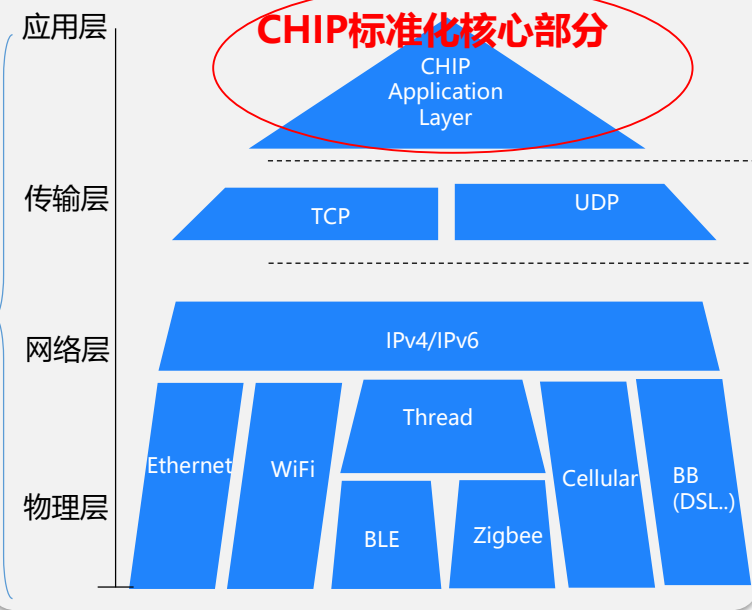 应用层
CHIP标准化核心部分
CHIP
Application
Layer
传输层
TCP
UDP
网络层
IPv4/IPv6
Thread
Ethernet
WiFi
Cellular
BB
(DSL..)
物理层
BLE
Zigbee